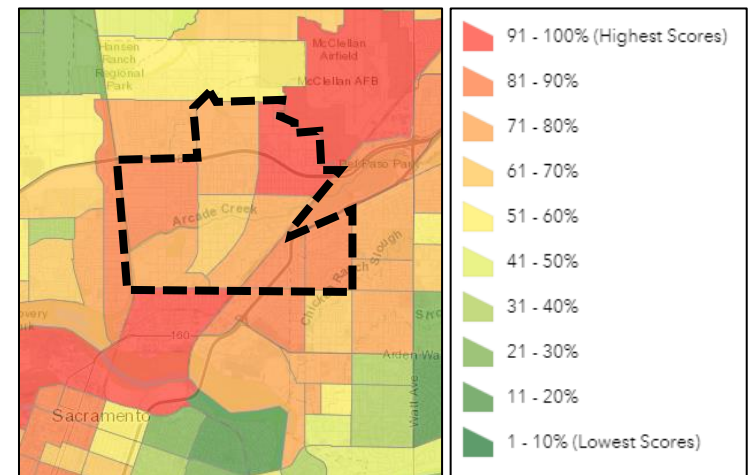 Hansen
Ranch
Regional
Park
McClellan
Airfield
McClellan AFB
Del Paso Park
Arcade Creek
Chicken Ranch Slough
160
Arden Wa
Watt Ave
Sacramento
91 - 100% (Highest Scores)
81 - 90%
71 - 80%
61 - 70%
51 - 60%
41 - 50%
31 - 40%
21 - 30%
11 - 20%
1 - 10% (Lowest Scores)